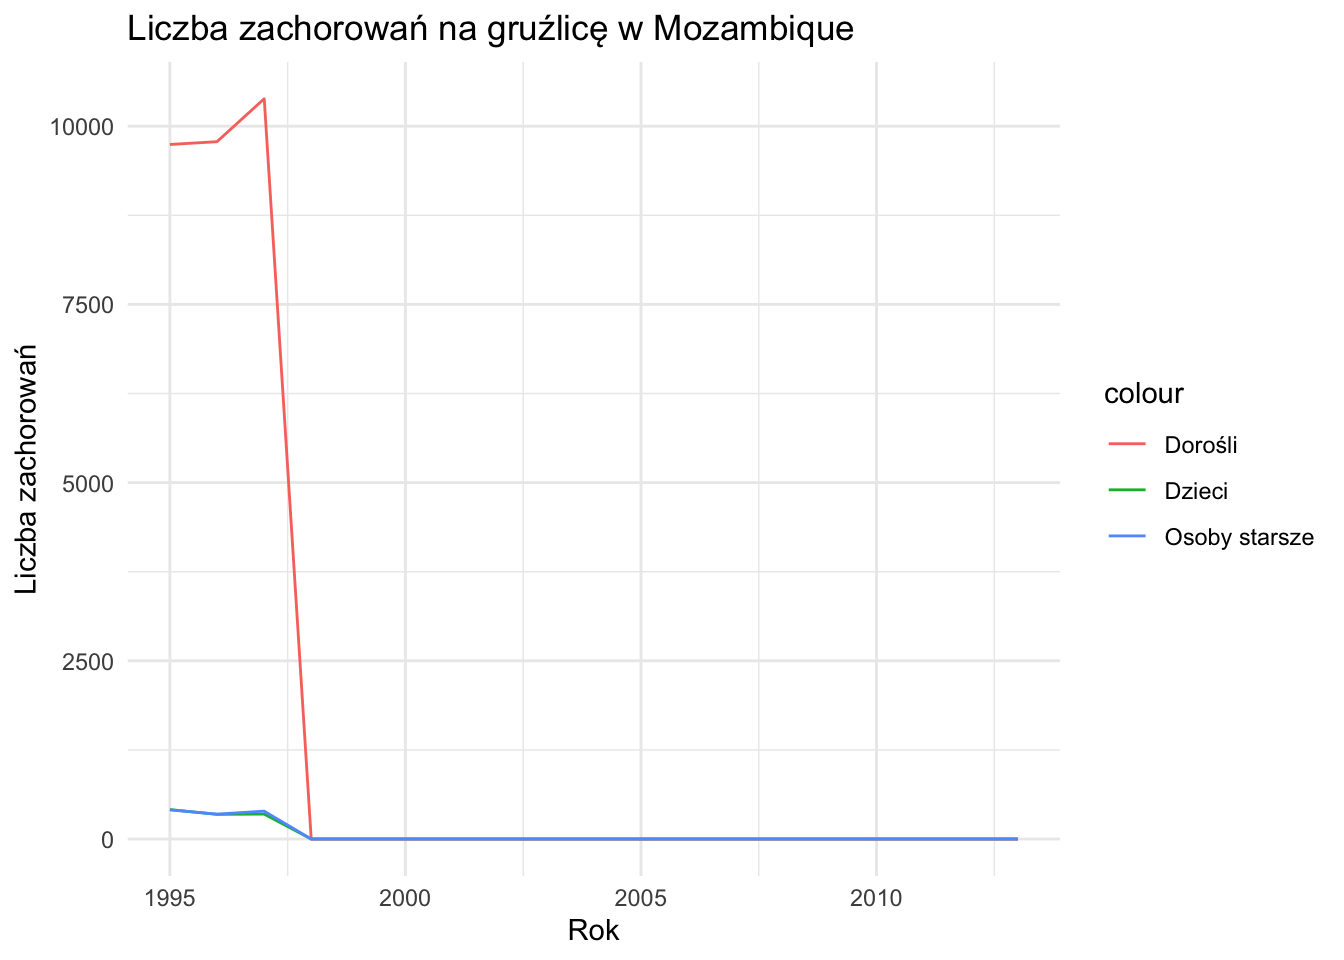 Liczba zachorowań na gruźlicę w Mozambique
Liczba zachorowań
10000
7500
5000
2500
0
1995
2000
2005
2010
Rok
colour
Dorośli
Dzieci
Osoby starsze